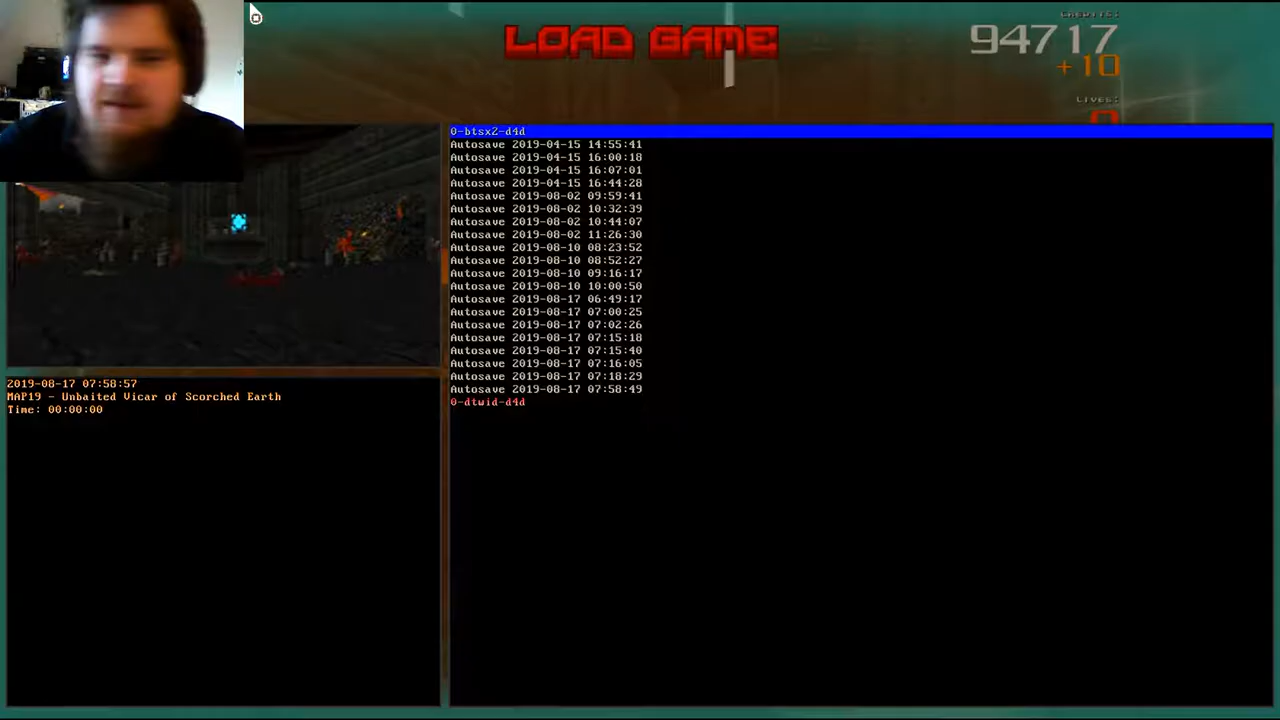 LOAD GAME
CREDITS:
94717
+10
LIVES:
0-btsx2-d4d
Autosave 2019-04-15 14:55:41
Autosave 2019-04-15 16:00:18
Autosave 2019-04-15 16:07:01
Autosave 2019-04-15 16:44:28
Autosave 2019-08-02 09:59:41
Autosave 2019-08-02 10:32:39
Autosave 2019-08-02 10:44:07
Autosave 2019-08-02 11:26:30
Autosave 2019-08-10 08:23:52
Autosave 2019-08-10 08:52:27
Autosave 2019-08-10 09:16:17
Autosave 2019-08-10 10:00:50
Autosave 2019-08-17 06:49:17
Autosave 2019-08-17 07:00:25
Autosave 2019-08-17 07:02:26
Autosave 2019-08-17 07:15:18
Autosave 2019-08-17 07:15:40
Autosave 2019-08-17 07:16:05
Autosave 2019-08-17 07:18:29
Autosave 2019-08-17 07:58:49
0-dtwid-d4d
2019-08-17 07:58:57
MAP19 - Unbaited Vicar of Scorched Earth
Time: 00:00:00